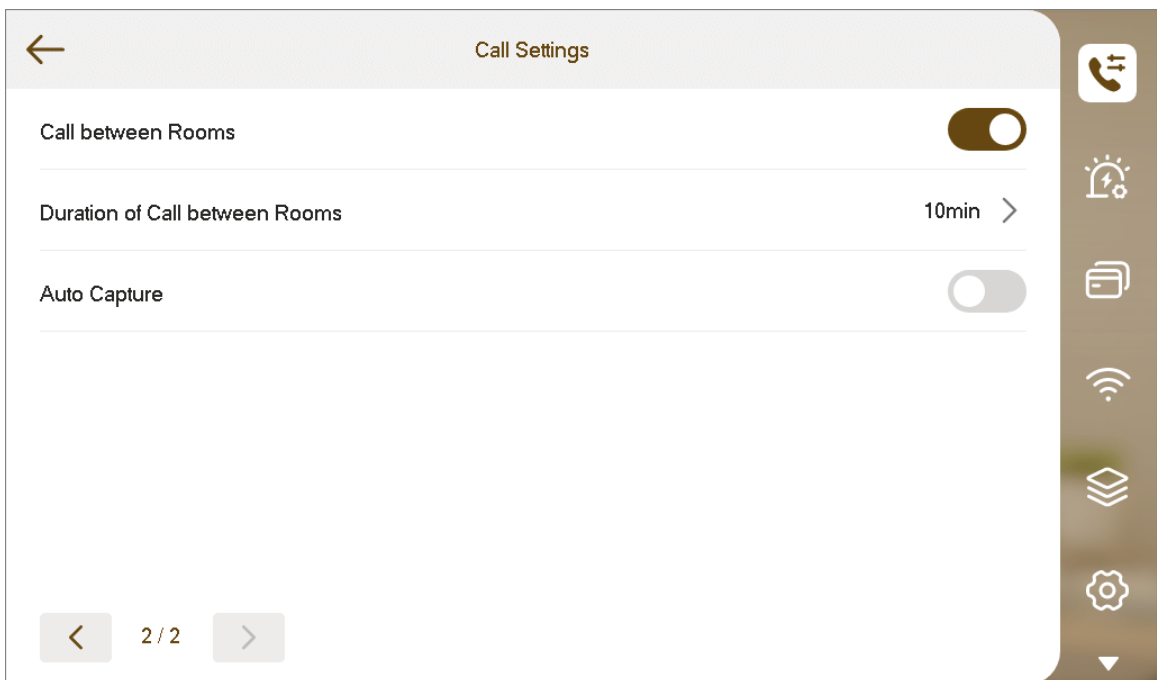 Call Settings
Call between Rooms
Duration of Call between Rooms 10min
Auto Capture
2 / 2